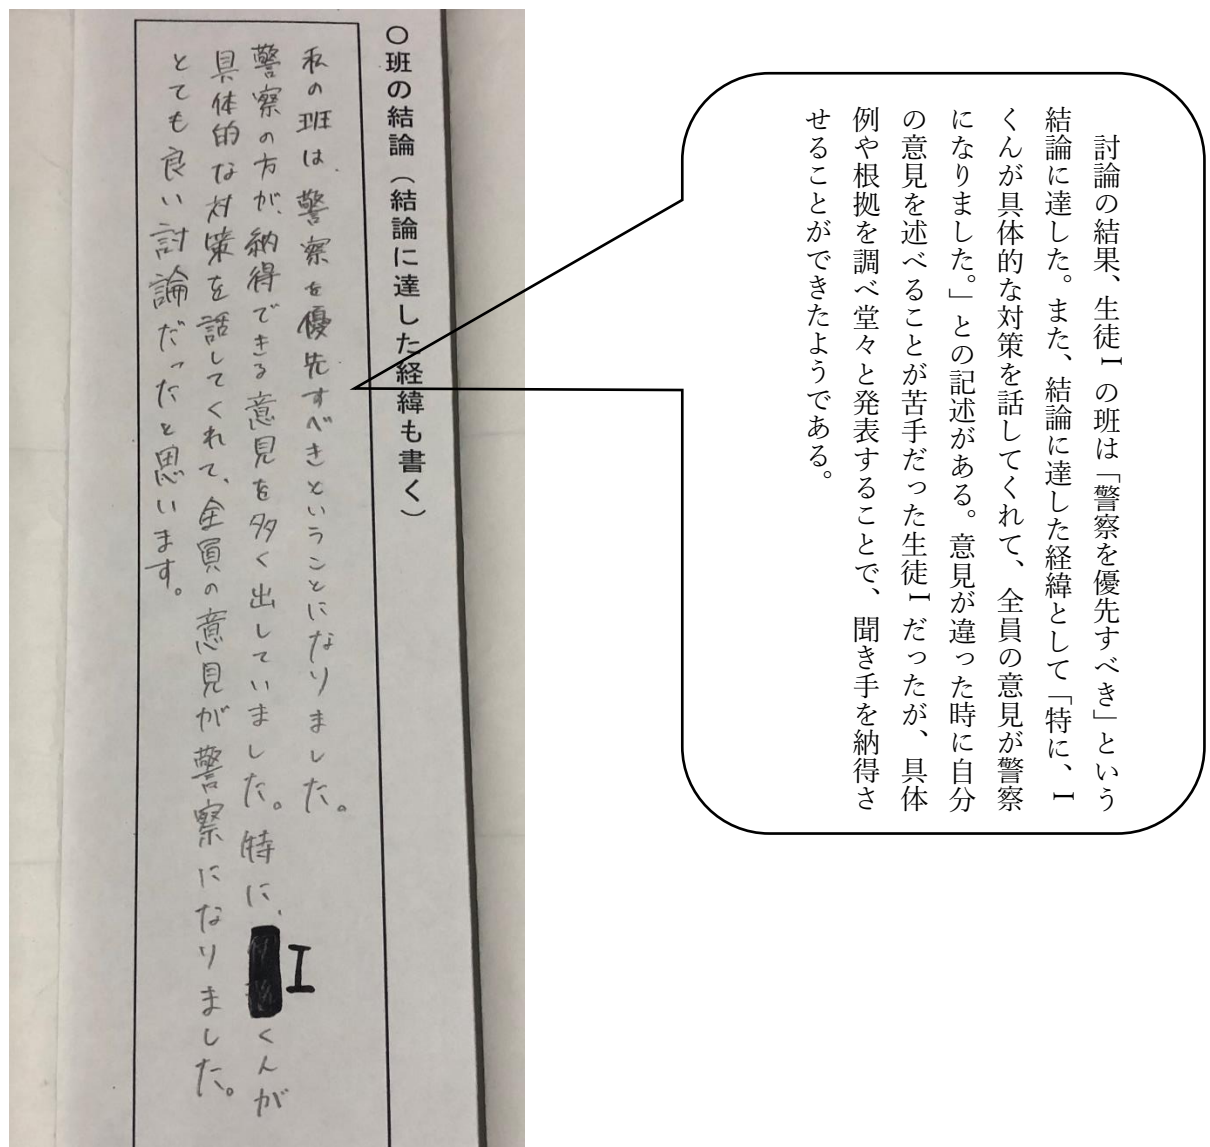 〇班の結論（結論に達した経緯も書く）
私の班は、警察を優先すべきということになりました。
警察の方が、納得できる意見を多く出していました。特に、
I
くんが
具体的な対策を話してくれて、全員の意見が警察になりました。
とても良い討論だったと思います。
討論の結果、生徒Iの班は「警察を優先すべき」という
結論に達した。また、結論に達した経緯として「特に、I
くんが具体的な対策を話してくれて、全員の意見が警察
になりました。」との記述がある。意見が違った時に自分
の意見を述べることが苦手だった生徒Iだったが、具体
例や根拠を調べ堂々と発表することで、聞き手を納得さ
せることができたようである。